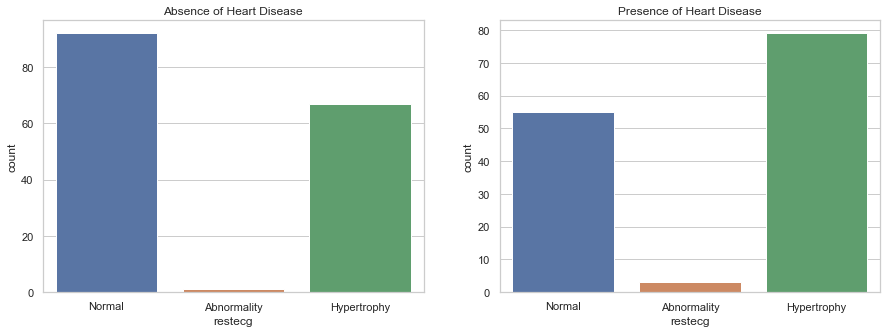 Absence of Heart Disease
count
80
60
40
20
0
Normal
Abnormality
Hypertrophy
restecg
Presence of Heart Disease
count
80
70
60
50
40
30
20
10
0
Normal
Abnormality
Hypertrophy
restecg